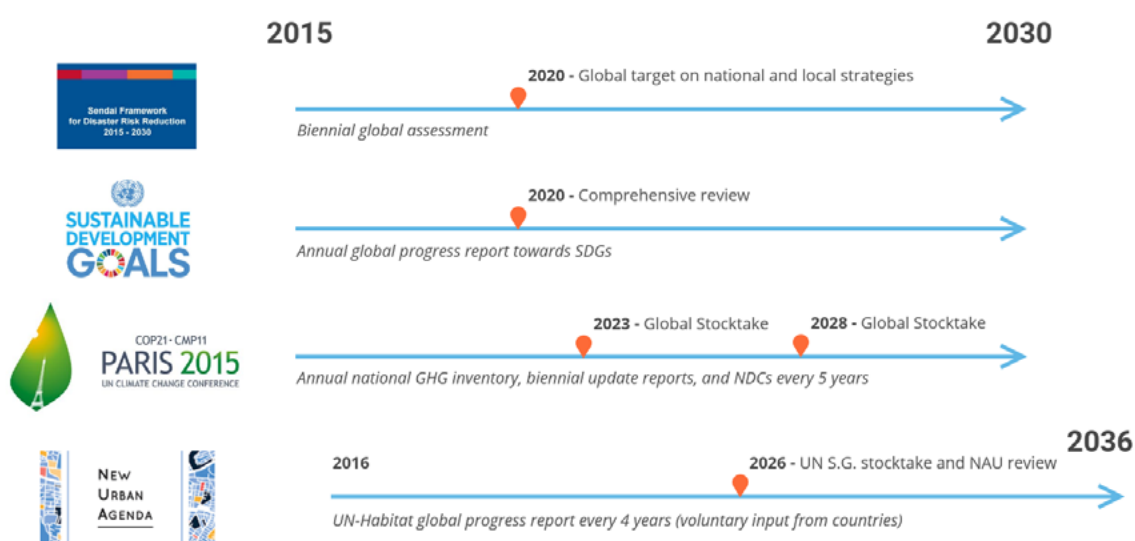 2015
2030
Sendai Framework
for Disaster Risk Reduction
2015 - 2030
2020 - Global target on national and local strategies
Biennial global assessment
SUSTAINABLE
DEVELOPMENT
GOALS
2020 - Comprehensive review
Annual global progress report towards SDGs
COP21 · CMP11
PARIS 2015
UN CLIMATE CHANGE CONFERENCE
2023 - Global Stocktake
2028 - Global Stocktake
Annual national GHG inventory, biennial update reports, and NDCs every 5 years
2036
NEW
URBAN
AGENDA
2016
2026 - UN S.G. stocktake and NAU review
UN-Habitat global progress report every 4 years (voluntary input from countries)